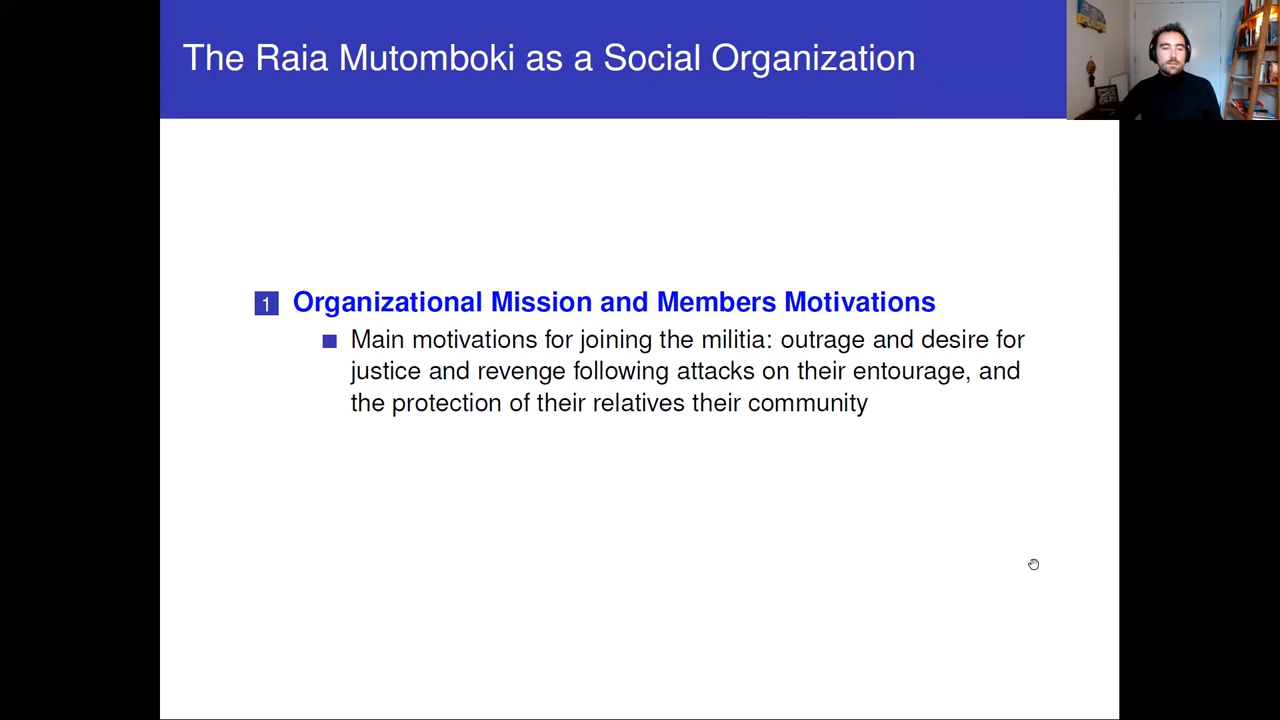 The Raia Mutomboki as a Social Organization
1 Organizational Mission and Members Motivations
Main motivations for joining the militia: outrage and desire for
justice and revenge following attacks on their entourage, and
the protection of their relatives their community